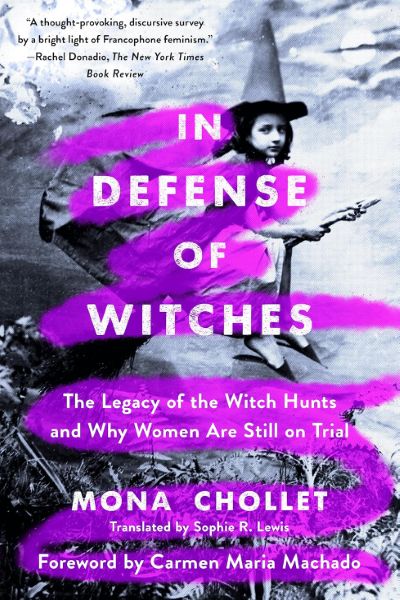 "A thought-provoking, discursive survey
by a bright light of Francophone feminism."
—Rachel Donadio, The New York Times
Book Review
IN
DEFENSE
OF
WITCHES
The Legacy of the Witch Hunts
and Why Women Are Still on Trial
MONA CHOLLET
Translated by Sophie R. Lewis
Foreword by Carmen Maria Machado